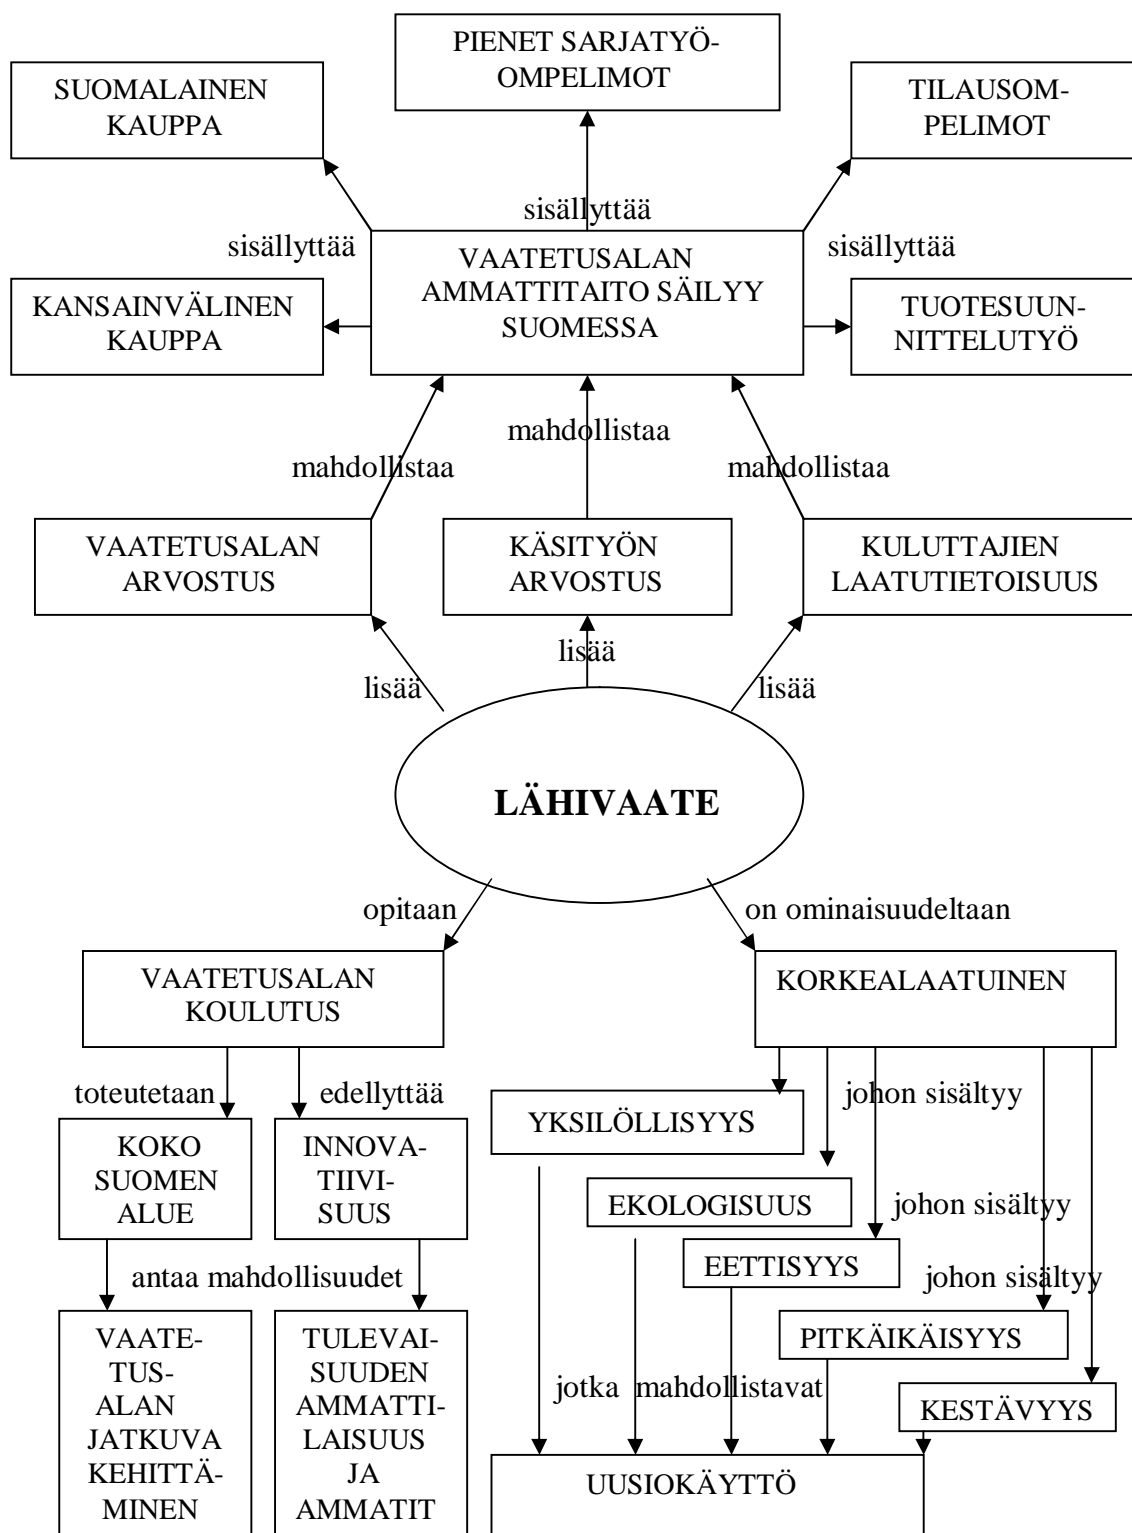 PIENET SARJATYÖ-
OMPELIMOT
SUOMALAINEN
KAUPPA
TILAUSOM-
PELIMOT
sisällyttää
sisällyttää
sisällyttää
VAATETUSALAN
AMMATTITAITO SÄILYY
SUOMESSA
KANSAINVÄLINEN
KAUPPA
TUOTESUUN-
NITTELUTYÖ
mahdollistaa
mahdollistaa
mahdollistaa
VAATETUSALAN
ARVOSTUS
KÄSITYÖN
ARVOSTUS
KULUTTAJIEN
LAATUTIETOISUUS
lisää
lisää
lisää
LÄHIVAATE
opitaan
on ominaisuudeltaan
VAATETUSALAN
KOULUTUS
KORKEALAATUINEN
toteutetaan
edellyttää
johon sisältyy
KOKO
SUOMEN
ALUE
INNOVA-
TIIVI-
SUUS
YKSILÖLLISYYS
EKOLOGISUUS
johon sisältyy
EETTISYYS
antaa mahdollisuudet
johon sisältyy
VAATE-
TUS-
ALAN
JATKUVA
KEHITTÄ-
MINEN
TULEVAI-
SUUDEN
AMMATTI-
LAISUUS
JA
AMMATIT
PITKÄIKÄISYYS
jotka mahdollistavat
KESTÄVYYS
UUSIOKÄYTTÖ